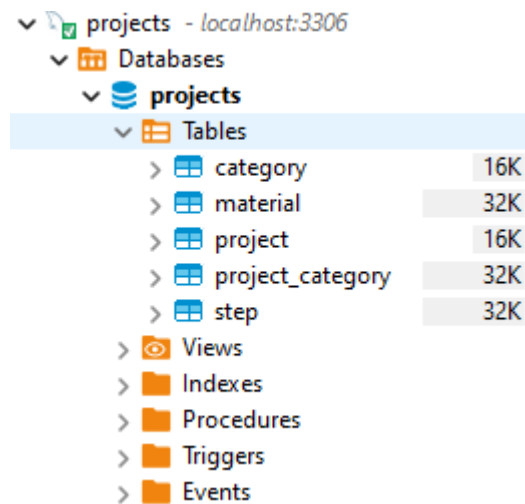 projects - localhost:3306
Databases
projects
Tables
category 16K
material 32K
project 16K
project_category 32K
step 32K
Views
Indexes
Procedures
Triggers
Events